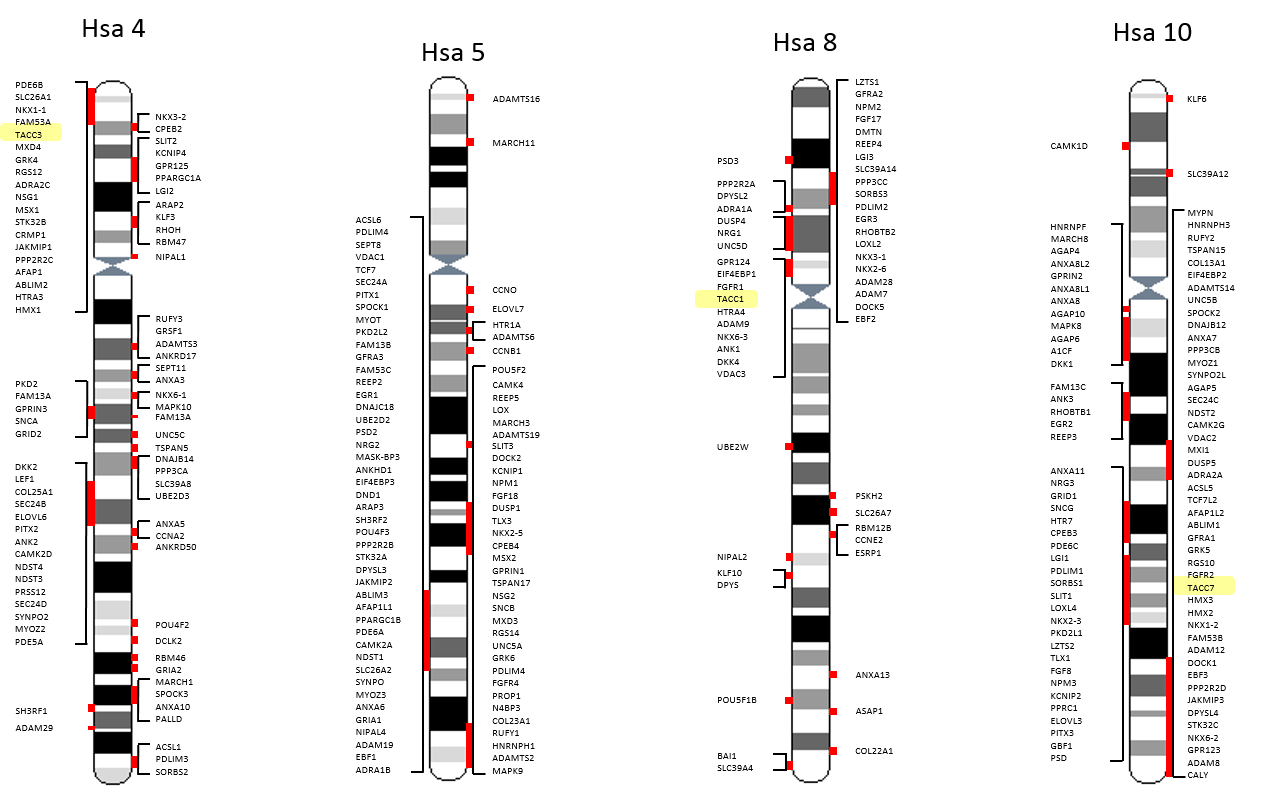 Hsa 4
PDE6B
SLC26A1
NKX1-1
FAM53A
TACC3
MXD4
GRK4
RGS12
ADRA2C
NSG1
MSX1
STK32B
CRMP1
JAKMIP1
PPP2R2C
AFAP1
ABLIM2
HTRA3
HMX1
PKD2
FAM13A
GPRIN3
SNCA
GRID2
DKK2
LEF1
COL25A1
SEC24B
ELOVL6
PITX2
ANK2
CAMK2D
NDST4
NDST3
PRSS12
SEC24D
SYNPO2
MYOZ2
PDE5A
SH3RF1
ADAM29
NKX3-2
CPEB2
SLIT2
KCNIP4
GPR125
PPARGC1A
LGI2
ARAP2
KLF3
RHOH
RBM47
NIPAL1
RUFY3
GRSF1
ADAMTS3
ANKRD17
SEPT11
ANXA3
NKX6-1
MAPK10
FAM13A
UNC5C
TSPAN5
DNAJB14
PPP3CA
SLC39A8
UBE2D3
ANXA5
CCNA2
ANKRD50
POU4F2
DCLK2
RBM46
GRIA2
MARCH1
SPOCK3
ANXA10
PALLD
ACSL1
PDLIM3
SORBS2
Hsa 5
ACSL6
PDLIM4
SEPT8
VDAC1
TCF7
SEC24A
PITX1
SPOCK1
MYOT
PKD2L2
FAM13B
GFRA3
FAM53C
REEP2
EGR1
DNAJC18
UBE2D2
PSD2
NRG2
MASK-BP3
ANKHD1
EIF4EBP3
DND1
ARAP3
SH3RF2
POU4F3
PPP2R2B
STK32A
DPYSL3
JAKMIP2
ABLIM3
AFAP1L1
PPARGC1B
PDE6A
CAMK2A
NDST1
SLC26A2
SYNPO
MYOZ3
ANXA6
GRIA1
NIPAL4
ADAM19
EBF1
ADRA1B
ADAMTS16
MARCH11
CCNO
ELOVL7
HTR1A
ADAMTS6
CCNB1
POU5F2
CAMK4
REEP5
LOX
MARCH3
ADAMTS19
SLIT3
DOCK2
KCNIP1
NPM1
FGF18
DUSP1
TLX3
NKX2-5
CPEB4
MSX2
GPRIN1
TSPAN17
NSG2
SNCB
MXD3
RGS14
UNC5A
GRK6
PDLIM4
FGFR4
PROP1
N4BP3
COL23A1
RUFY1
HNRNPH1
ADAMTS2
MAPK9
Hsa 8
PSD3
PPP2R2A
DPYSL2
ADRA1A
DUSP4
NRG1
UNC5D
GPR124
EIF4EBP1
FGFR1
TACC1
HTRA4
ADAM9
NKX6-3
ANK1
DKK4
VDAC3
UBE2W
NIPAL2
KLF10
DPYS
POU5F1B
BAI1
SLC39A4
LZTS1
GFRA2
NPM2
FGF17
DMTN
REEP4
LGI3
SLC39A14
PPP3CC
SORBS3
PDLIM2
EGR3
RHOBTB2
LOXL2
NKX3-1
NKX2-6
ADAM28
ADAM7
DOCK5
EBF2
PSKH2
SLC26A7
RBM12B
CCNE2
ESRP1
ANXA13
ASAP1
COL22A1
Hsa 10
CAMK1D
HNRNPF
MARCH8
AGAP4
ANXA8L2
GPRIN2
ANXA8L1
ANXA8
AGAP10
MAPK8
AGAP6
A1CF
DKK1
FAM13C
ANK3
RHOBTB1
EGR2
REEP3
ANXA11
NRG3
GRID1
SNCG
HTR7
CPEB3
PDE6C
LGI1
PDLIM1
SORBS1
SLIT1
LOXL4
NKX2-3
PKD2L1
LZTS2
TLX1
FGF8
NPM3
KCNIP2
PPRC1
ELOVL3
PITX3
GBF1
PSD
KLF6
SLC39A12
MYPN
HNRNPH3
RUFY2
TSPAN15
COL13A1
EIF4EBP2
ADAMTS14
UNC5B
SPOCK2
DNAJB12
ANXA7
PPP3CB
MYOZ1
SYNPO2L
AGAP5
SEC24C
NDST2
CAMK2G
VDAC2
MXI1
DUSP5
ADRA2A
ACSL5
TCF7L2
AFAP1L2
ABLIM1
GFRA1
GRK5
RGS10
FGFR2
TACC7
HMX3
HMX2
NKX1-2
FAM53B
ADAM12
DOCK1
EBF3
PPP2R2D
JAKMIP3
DPYSL4
STK32C
NKX6-2
GPR123
ADAM8
CALY